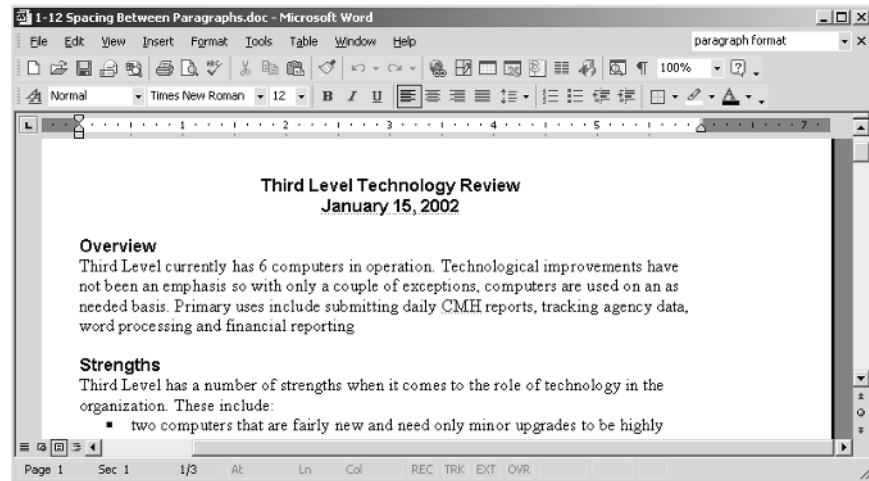 1-12 Spacing Between Paragraphs.doc - Microsoft Word
File Edit View Insert Format Tools Table Window Help paragraph format
100%
Normal Times New Roman 12 B I U A
L 1 2 3 4 5 7
Third Level Technology Review
January 15, 2002
Overview
Third Level currently has 6 computers in operation. Technological improvements have
not been an emphasis so with only a couple of exceptions, computers are used on an as
needed basis. Primary uses include submitting daily CMH reports, tracking agency data,
word processing and financial reporting
Strengths
Third Level has a number of strengths when it comes to the role of technology in the
organization. These include:
▪ two computers that are fairly new and need only minor upgrades to be highly
Page 1 Sec 1 1/3 At Ln Col REC TRK EXT OVR